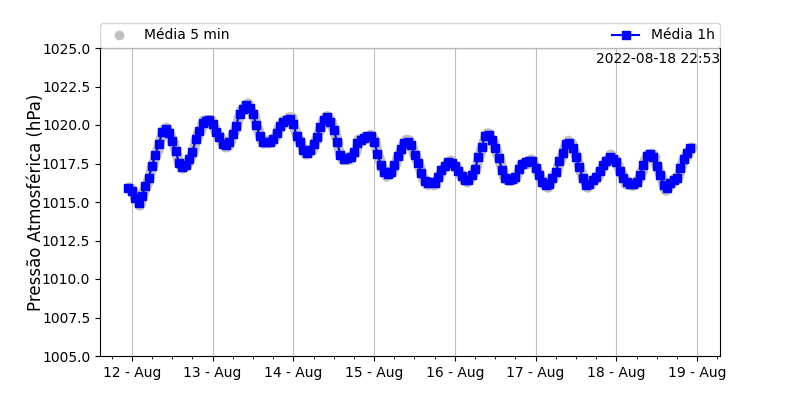 Média 5 min
Média 1h
2022-08-18 22:53
Pressão Atmosférica (hPa)
1025.0
1022.5
1020.0
1017.5
1015.0
1012.5
1010.0
1007.5
1005.0
12 - Aug
13 - Aug
14 - Aug
15 - Aug
16 - Aug
17 - Aug
18 - Aug
19 - Aug